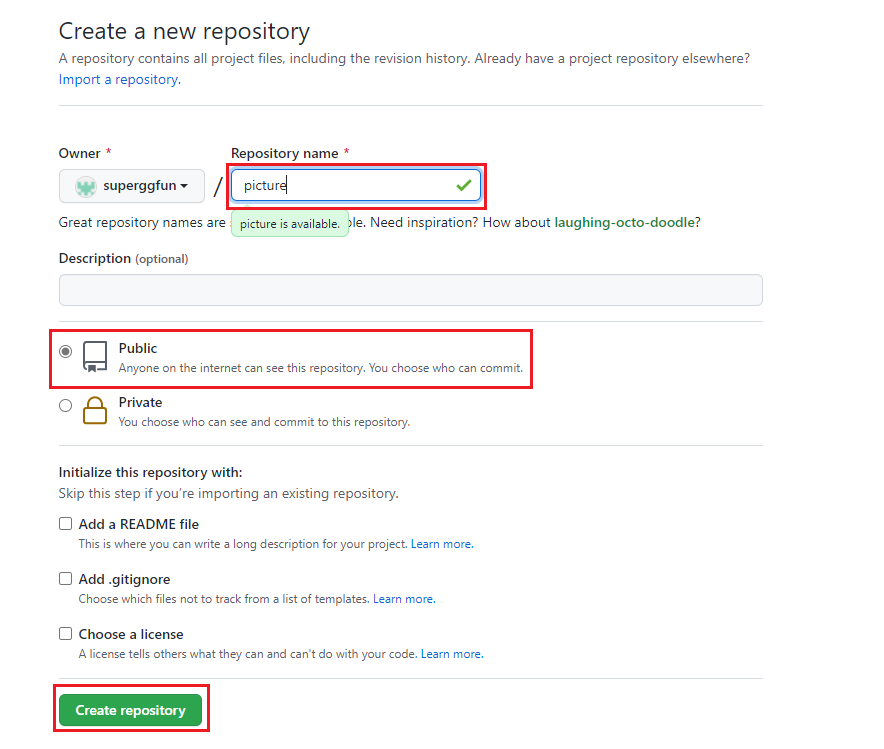 Create a new repository
A repository contains all project files, including the revision history. Already have a project repository elsewhere?
Import a repository.
Owner * Repository name *
superggfun / picture
Great repository names are ble. Need inspiration? How about laughing-octo-doodle?
picture is available.
Description (optional)
Public
Anyone on the internet can see this repository. You choose who can commit.
Private
You choose who can see and commit to this repository.
Initialize this repository with:
Skip this step if you're importing an existing repository.
Add a README file
This is where you can write a long description for your project. Learn more.
Add .gitignore
Choose which files not to track from a list of templates. Learn more.
Choose a license
A license tells others what they can and can't do with your code. Learn more.
Create repository